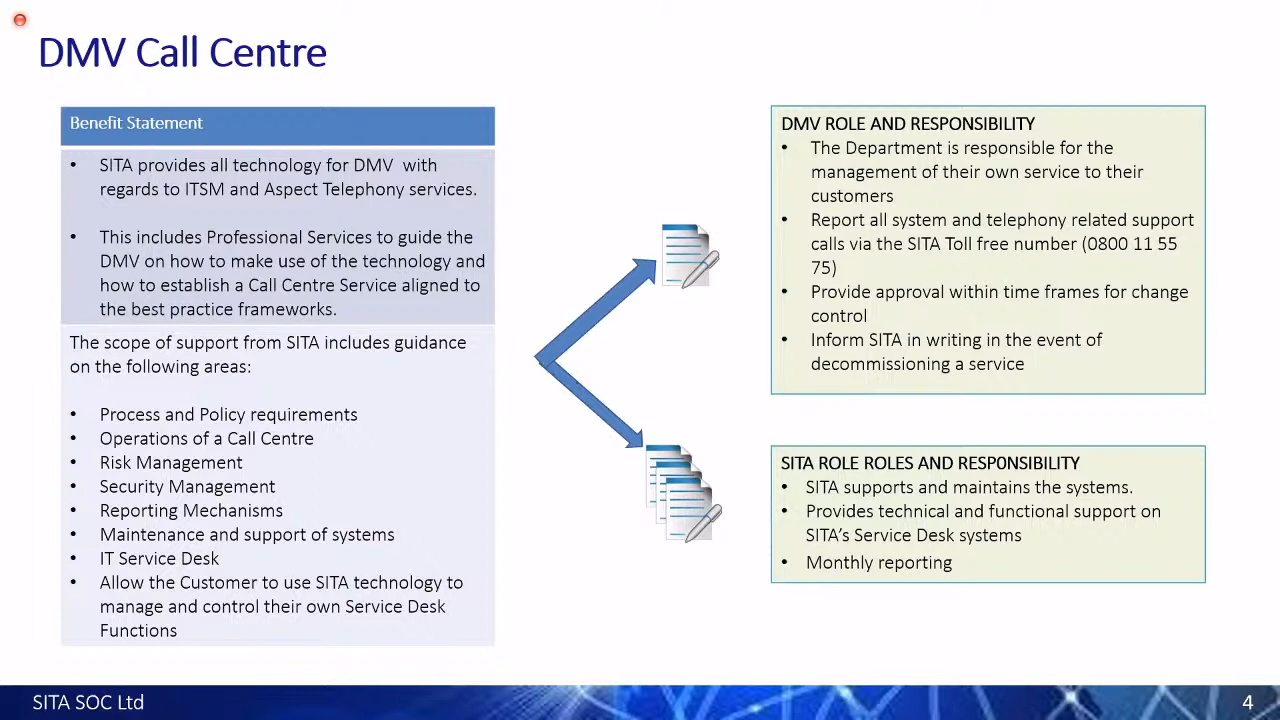 DMV Call Centre
Benefit Statement
• SITA provides all technology for DMV with
regards to ITSM and Aspect Telephony services.
• This includes Professional Services to guide the
DMV on how to make use of the technology and
how to establish a Call Centre Service aligned to
the best practice frameworks.
The scope of support from SITA includes guidance
on the following areas:
• Process and Policy requirements
• Operations of a Call Centre
• Risk Management
• Security Management
• Reporting Mechanisms
• Maintenance and support of systems
• IT Service Desk
• Allow the Customer to use SITA technology to
manage and control their own Service Desk
Functions
DMV ROLE AND RESPONSIBILITY
• The Department is responsible for the
management of their own service to their
customers
• Report all system and telephony related support
calls via the SITA Toll free number (0800 11 55
75)
• Provide approval within time frames for change
control
• Inform SITA in writing in the event of
decommissioning a service
SITA ROLE ROLES AND RESP0NSIBILITY
• SITA supports and maintains the systems.
• Provides technical and functional support on
SITA's Service Desk systems
• Monthly reporting
SITA SOC Ltd
4